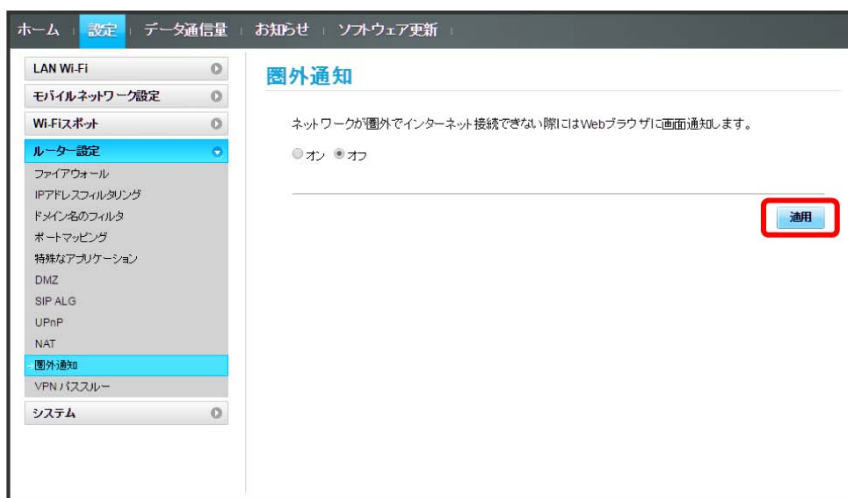 ホーム 設定 データ通信量 お知らせ ソフトウェア更新
LAN Wi-Fi
モバイルネットワーク設定
Wi-Fiスポット
ルーター設定
ファイアウォール
IPアドレスフィルタリング
ドメイン名のフィルタ
ポートマッピング
特殊なアプリケーション
DMZ
SIP ALG
UPnP
NAT
圏外通知
VPN パススルー
システム
圏外通知
ネットワークが圏外でインターネット接続できない際にはWebブラウザに画面通知します。
オン オフ
適用